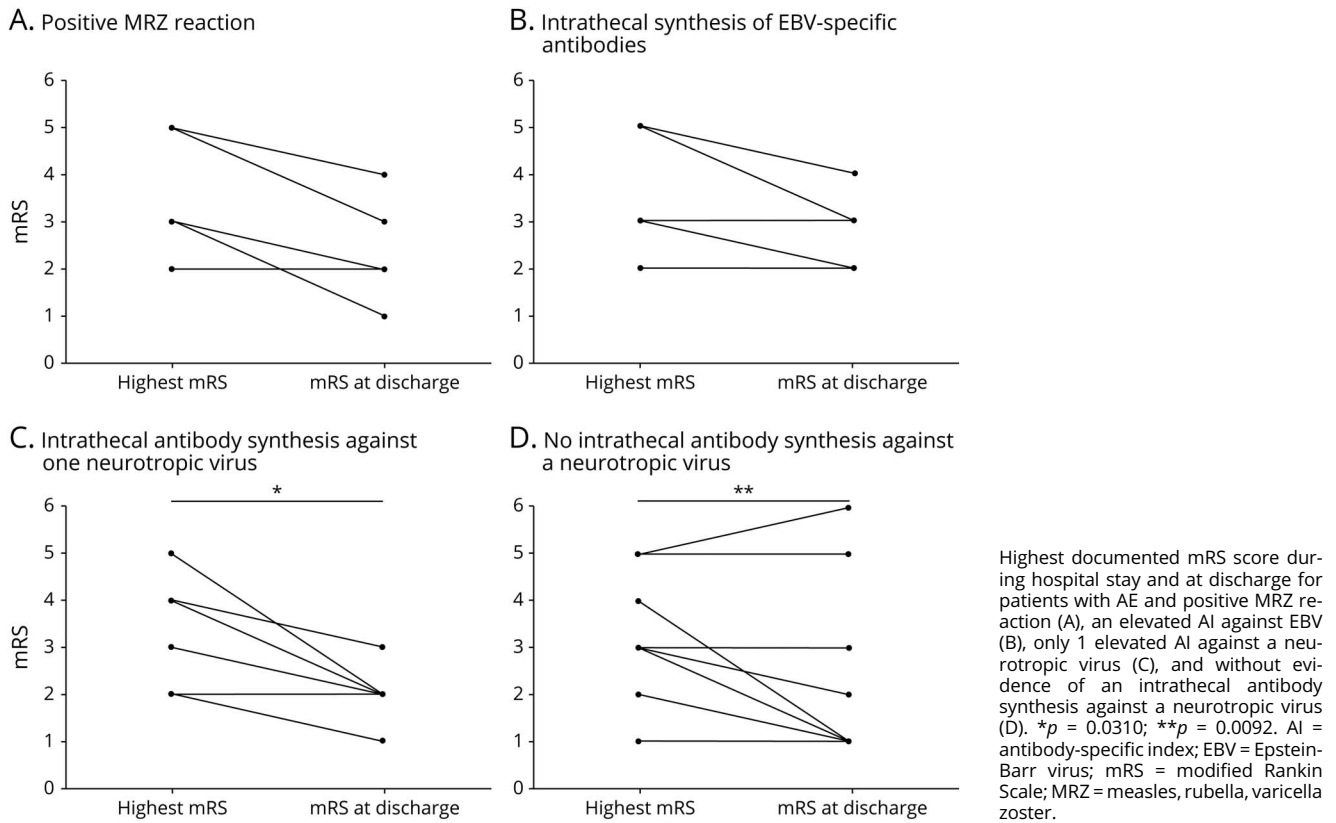 A. Positive MRZ reaction
6
5
4
3
2
1
0
mRS
Highest mRS
mRS at discharge
B. Intrathecal synthesis of EBV-specific
antibodies
6
5
4
3
2
1
0
Highest mRS
mRS at discharge
C. Intrathecal antibody synthesis against
one neurotropic virus
*
6
5
4
3
2
1
0
mRS
Highest mRS
mRS at discharge
D. No intrathecal antibody synthesis against
a neurotropic virus
**
6
5
4
3
2
1
0
Highest mRS
mRS at discharge
Highest documented mRS score dur-
ing hospital stay and at discharge for
patients with AE and positive MRZ re-
action (A), an elevated AI against EBV
(B), only 1 elevated AI against a neu-
rotropic virus (C), and without evi-
dence of an intrathecal antibody
synthesis against a neurotropic virus
(D). *p = 0.0310; **p = 0.0092. AI =
antibody-specific index; EBV = Epstein-
Barr virus; mRS = modified Rankin
Scale; MRZ = measles, rubella, varicella
zoster.